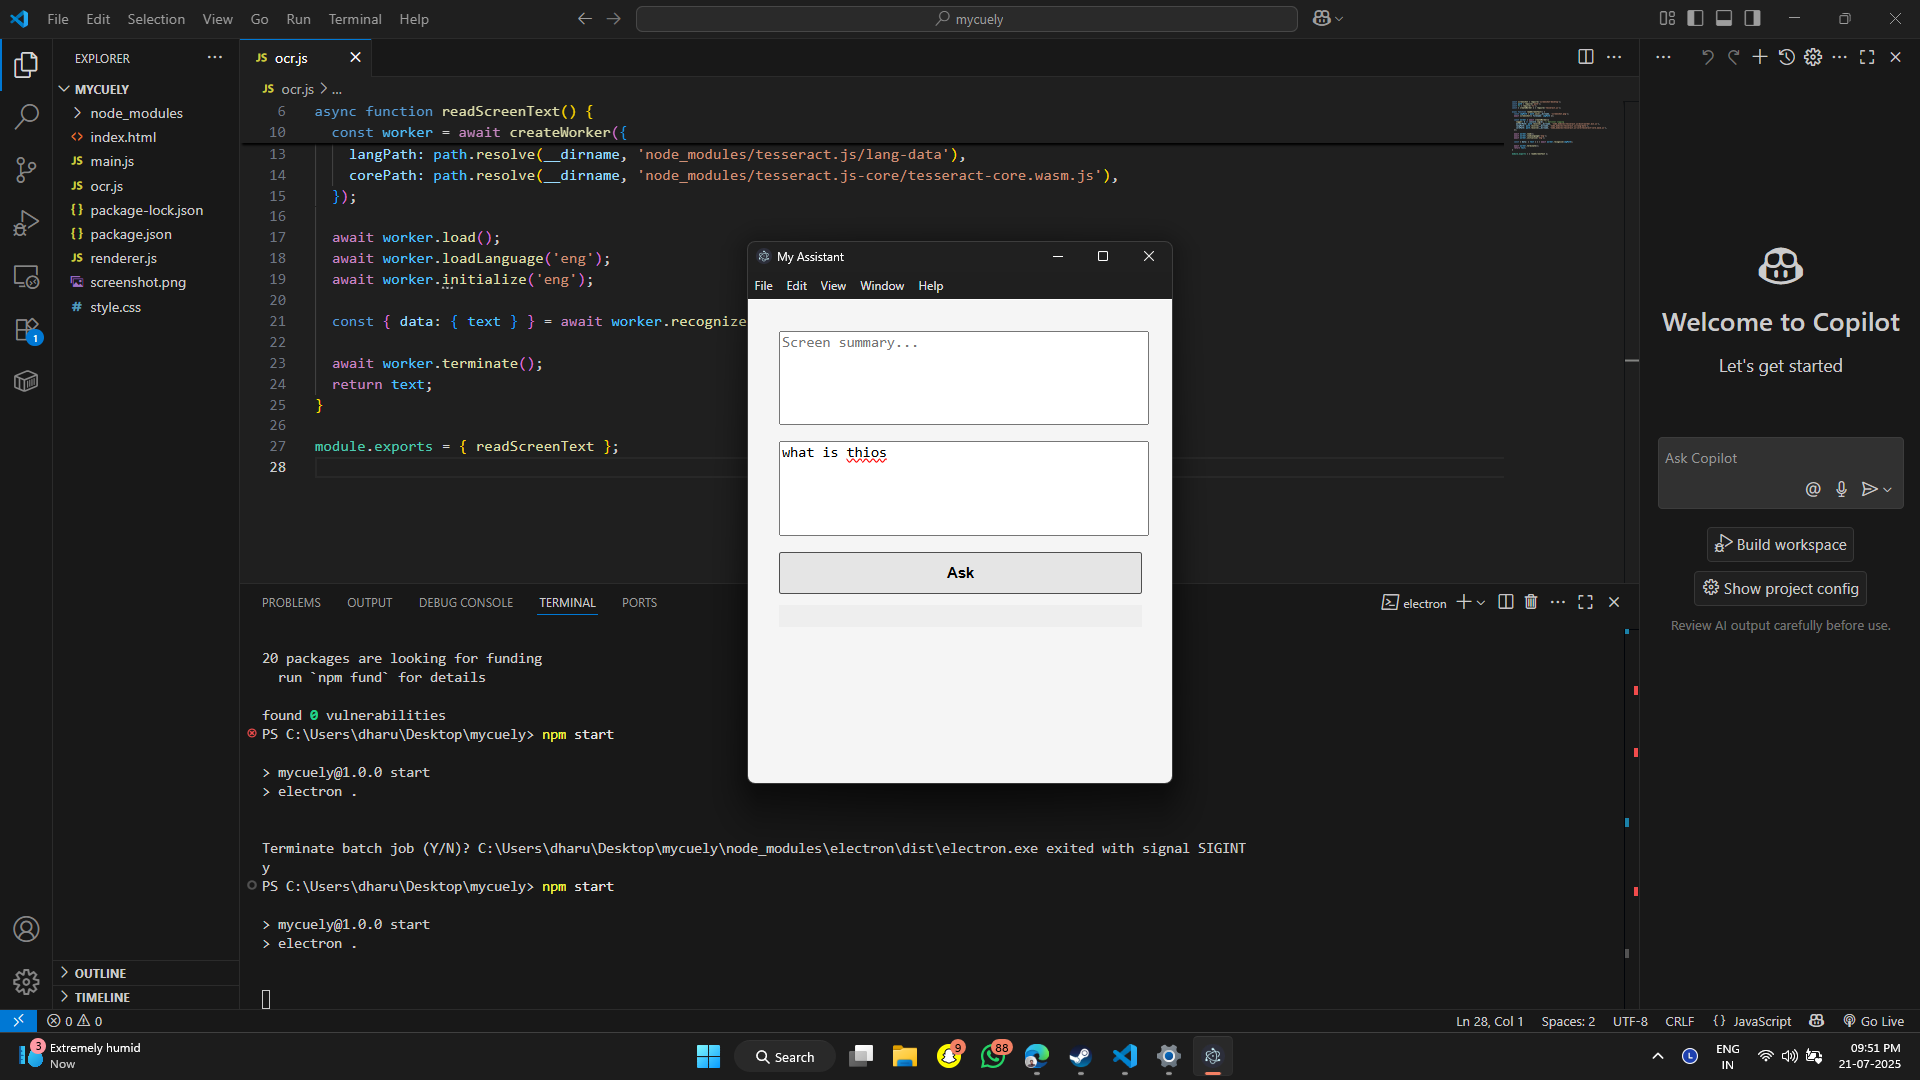 File Edit Selection View Go Run Terminal Help
mycuely
EXPLORER
MYCUELY
node_modules
index.html
JS main.js
JS ocr.js
{} package-lock.json
{} package.json
JS renderer.js
screenshot.png
# style.css
OUTLINE
TIMELINE
JS ocr.js
JS ocr.js > ...
6 async function readScreenText() {
10 const worker = await createWorker({
13 langPath: path.resolve(__dirname, 'node_modules/tesseract.js/lang-data'),
14 corePath: path.resolve(__dirname, 'node_modules/tesseract.js-core/tesseract-core.wasm.js'),
15 });
16
17 await worker.load();
18 await worker.loadLanguage('eng');
19 await worker.initialize('eng');
20
21 const { data: { text } } = await worker.recognize
22
23 await worker.terminate();
24 return text;
25 }
26
27 module.exports = { readScreenText };
28
My Assistant
File Edit View Window Help
Screen summary...
what is thios
Ask
PROBLEMS OUTPUT DEBUG CONSOLE TERMINAL PORTS
electron
20 packages are looking for funding
run `npm fund` for details
found 0 vulnerabilities
PS C:\Users\dharu\Desktop\mycuely> npm start
> mycuely@1.0.0 start
> electron .
Terminate batch job (Y/N)? C:\Users\dharu\Desktop\mycuely\node_modules\electron\dist\electron.exe exited with signal SIGINT
y
PS C:\Users\dharu\Desktop\mycuely> npm start
> mycuely@1.0.0 start
> electron .
Welcome to Copilot
Let's get started
Ask Copilot
Build workspace
Show project config
Review AI output carefully before use.
1
0 0
Ln 28, Col 1 Spaces: 2 UTF-8 CRLF {} JavaScript Go Live
3
Extremely humid
Now
Search
9
88
ENG
IN
09:51 PM
21-07-2025